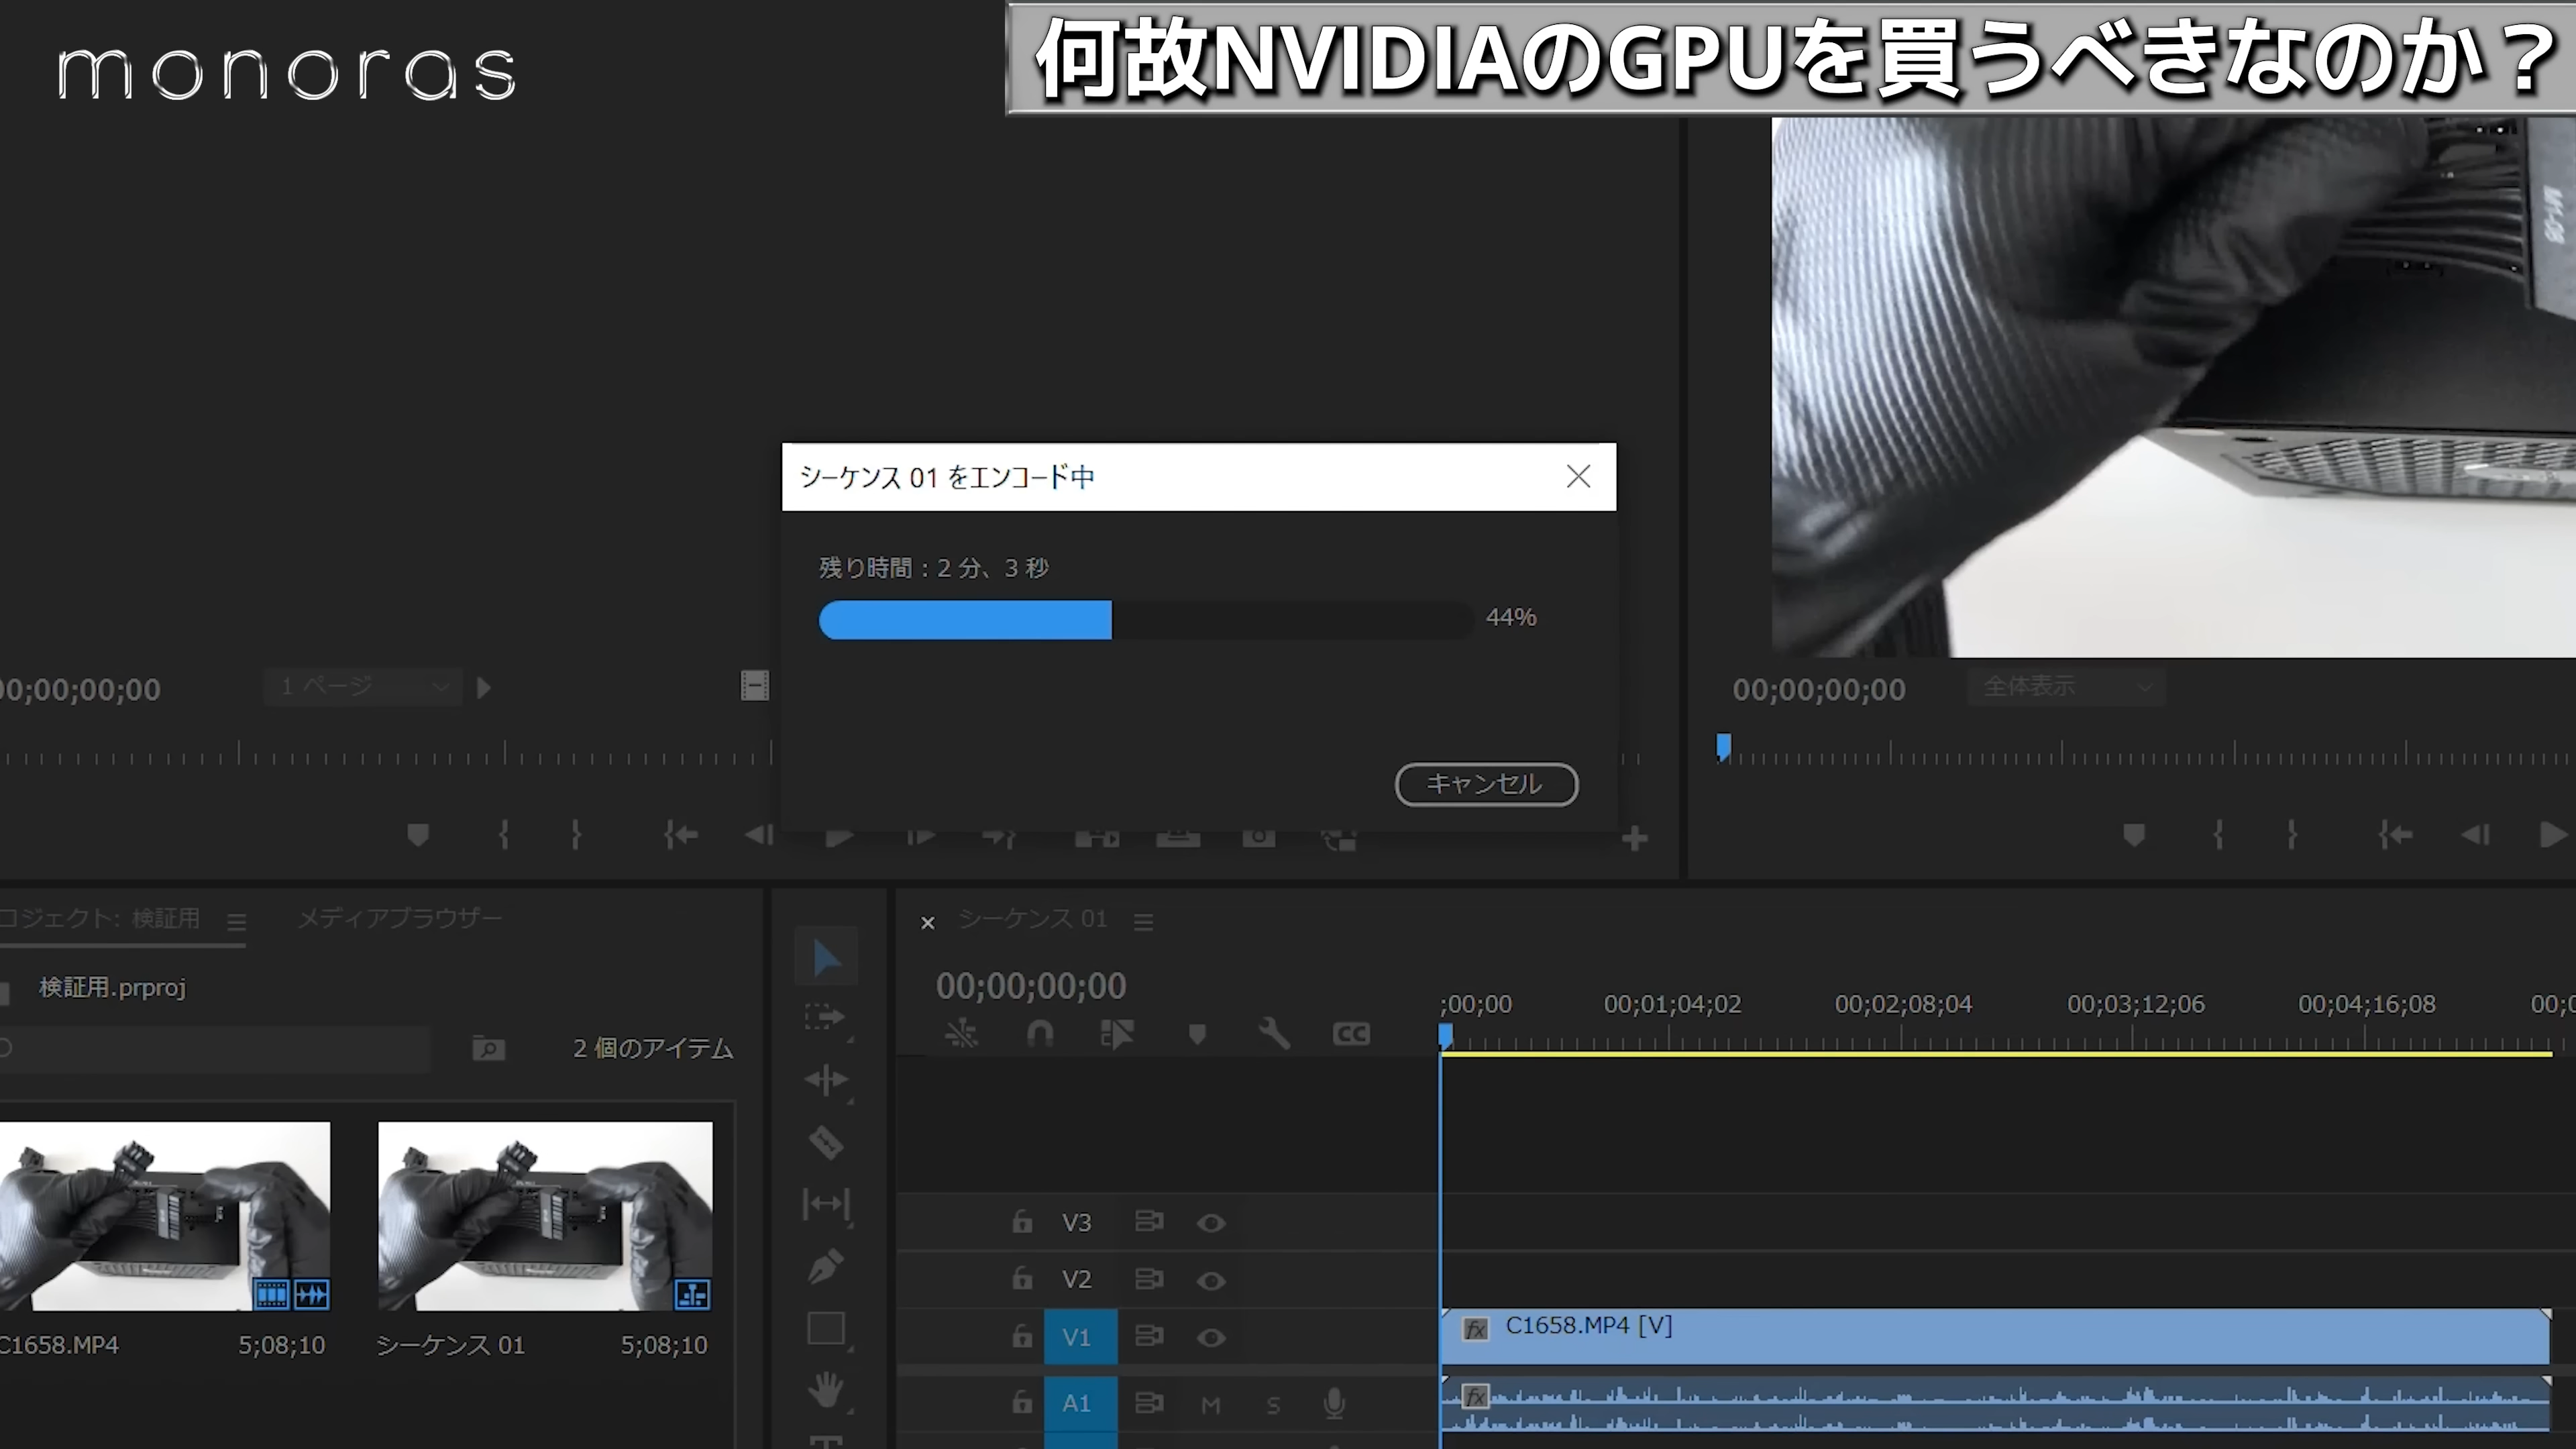 monoras
何故NVIDIAのGPUを買うべきなのか？
シーケンス 01 をエンコード中
残り時間：2 分、3 秒
44%
キャンセル
00;00;00;00
1 ページ
00;00;00;00
全体表示
ロジェクト: 検証用
メディアブラウザー
検証用.prproj
2 個のアイテム
C1658.MP4
5;08;10
シーケンス 01
5;08;10
シーケンス 01
00;00;00;00
;00;00
00;01;04;02
00;02;08;04
00;03;12;06
00;04;16;08
00;0
CC
V3
V2
V1
fx C1658.MP4 [V]
A1
M
S
fx